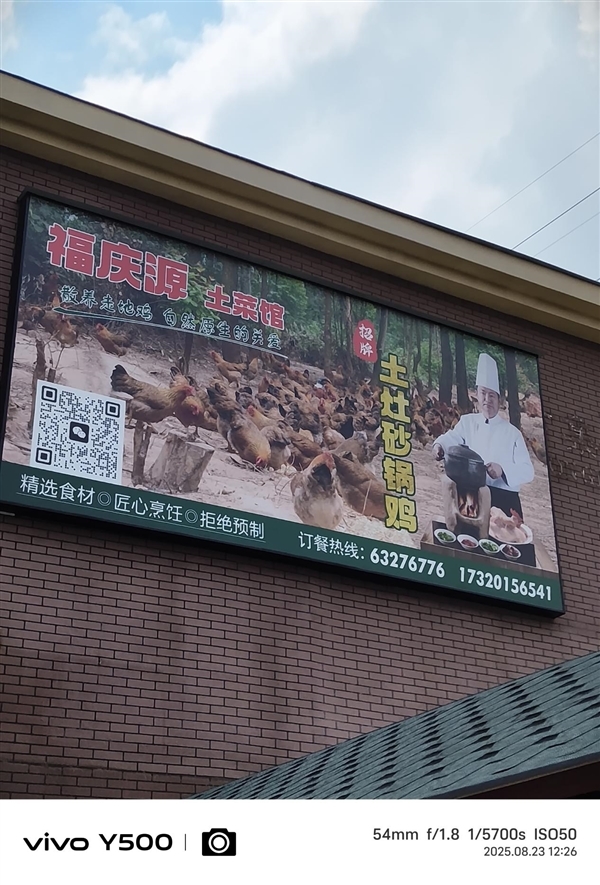 福庆源 土菜馆
散养走地鸡 自然原生的关爱
招牌
土灶砂锅鸡
精选食材◎匠心烹饪◎拒绝预制
订餐热线：63276776 17320156541
vivo Y500
54mm f/1.8 1/5700s ISO50
2025.08.23 12:26